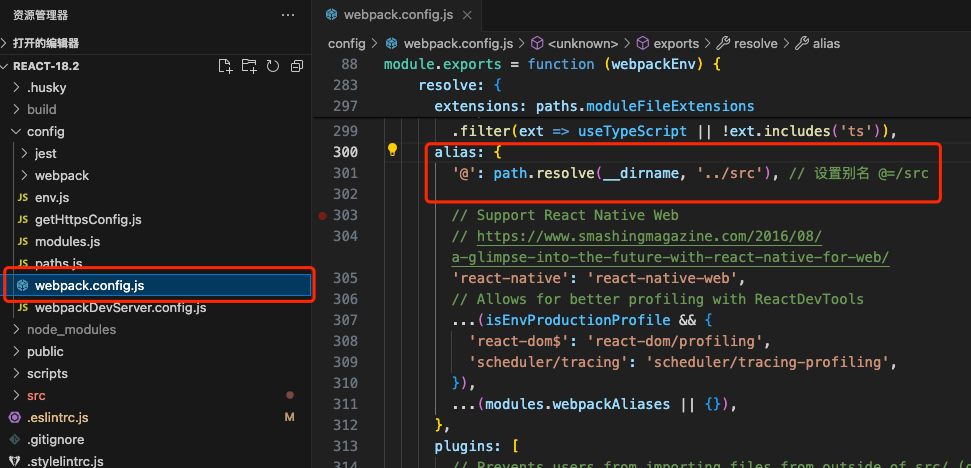 资源管理器
打开的编辑器
REACT-18.2
.husky
build
config
jest
webpack
JS env.js
JS getHttpsConfig.js
JS modules.js
JS paths.js
webpack.config.js
JS webpackDevServer.config.js
node_modules
public
scripts
src
.eslintrc.js M
.gitignore
.stylelintrc.js
webpack.config.js
config > webpack.config.js > <unknown> > exports > resolve > alias
88 module.exports = function (webpackEnv) {
283 resolve: {
297 extensions: paths.moduleFileExtensions
299 .filter(ext => useTypeScript || !ext.includes('ts')),
300 alias: {
301 '@': path.resolve(__dirname, '../src'), // 设置别名 @=/src
302
303 // Support React Native Web
304 // https://www.smashingmagazine.com/2016/08/
a-glimpse-into-the-future-with-react-native-for-web/
305 'react-native': 'react-native-web',
306 // Allows for better profiling with ReactDevTools
307 ...(isEnvProductionProfile && {
308 'react-dom$': 'react-dom/profiling',
309 'scheduler/tracing': 'scheduler/tracing-profiling',
310 }),
311 ...(modules.webpackAliases || {}),
312 },
313 plugins: [
314 // Prevents users from importing files from outside of src/ (